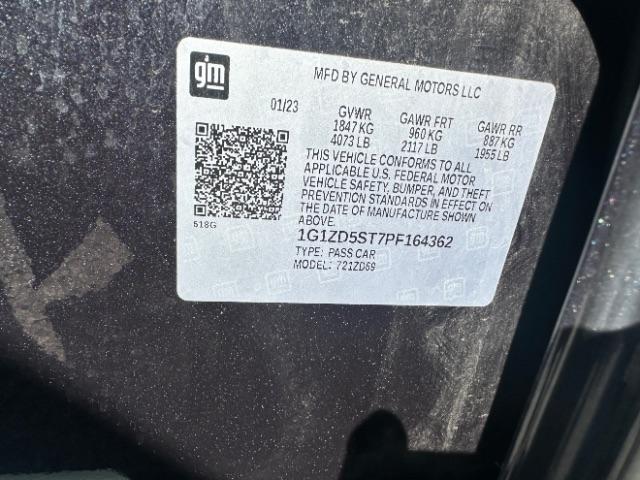 gm
MFD BY GENERAL MOTORS LLC
01/23
GVWR
1847 KG
4073 LB
GAWR FRT
960 KG
2117 LB
GAWR RR
887 KG
1955 LB
THIS VEHICLE CONFORMS TO ALL
APPLICABLE U.S. FEDERAL MOTOR
VEHICLE SAFETY, BUMPER, AND THEFT
PREVENTION STANDARDS IN EFFECT ON
THE DATE OF MANUFACTURE SHOWN
ABOVE.
518G
1G1ZD5ST7PF164362
TYPE: PASS CAR
MODEL: 721ZD69